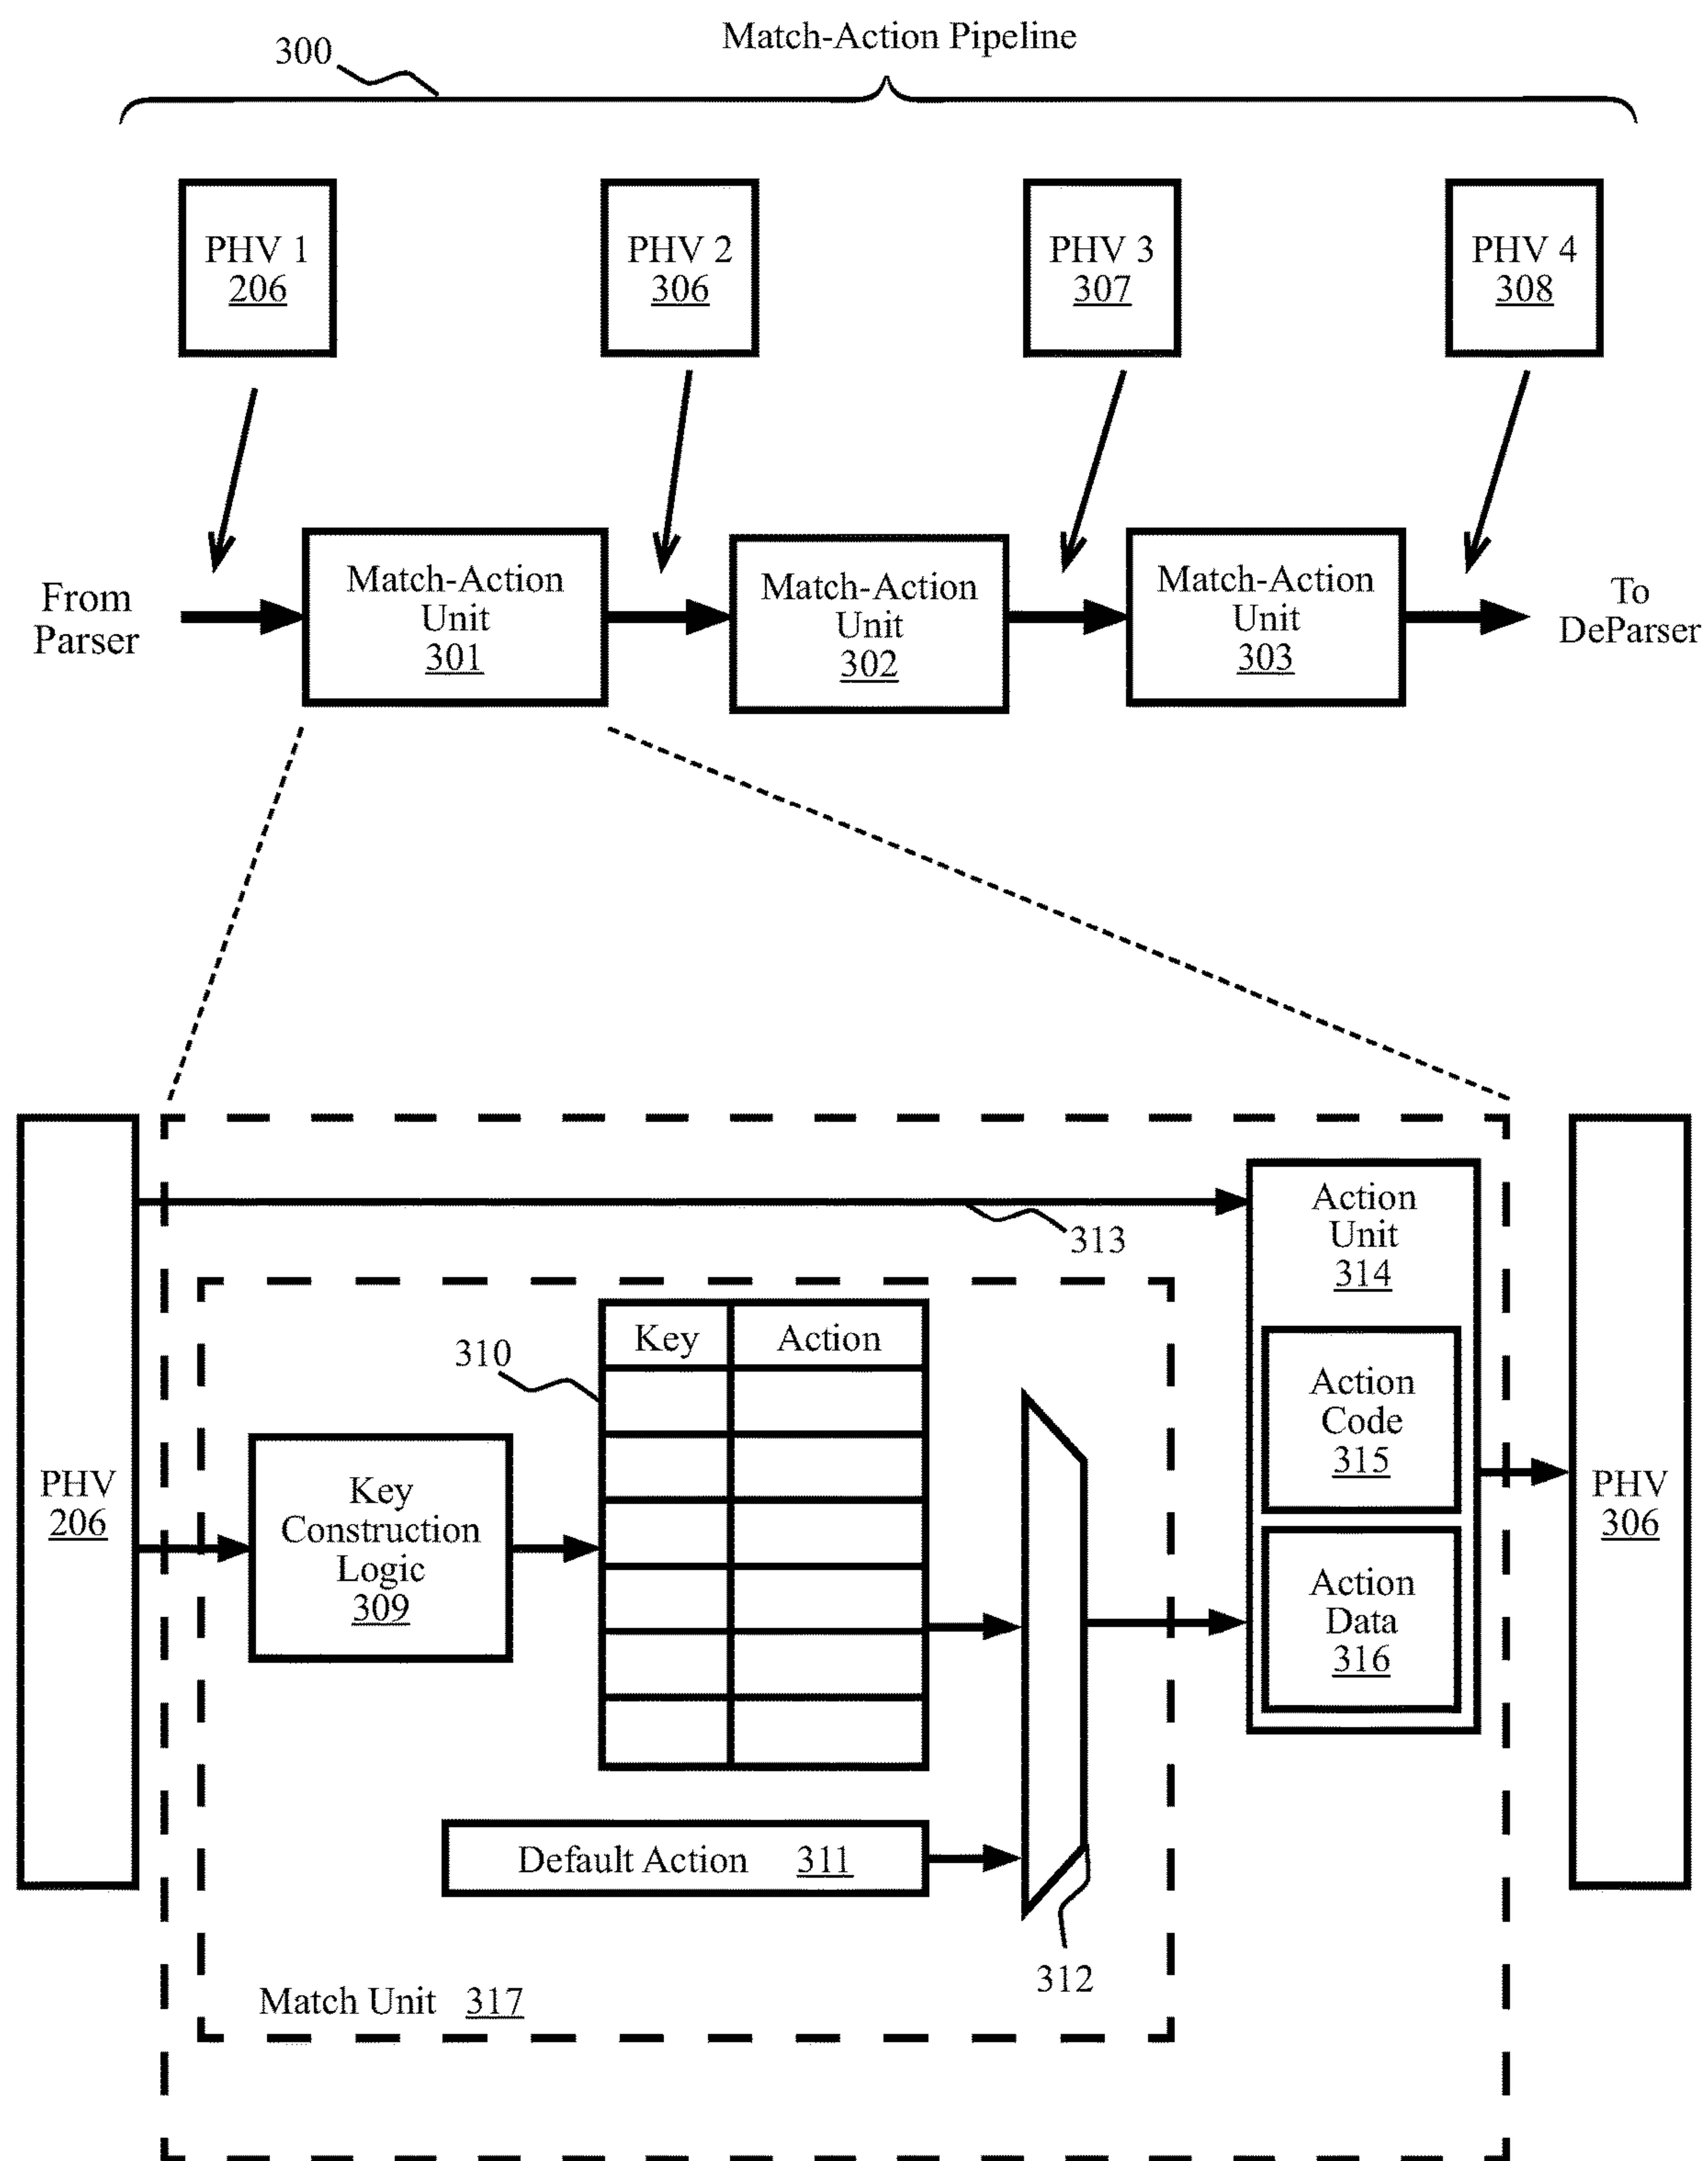 Match-Action Pipeline
300
PHV 1
206
PHV 2
306
PHV 3
307
PHV 4
308
From
Parser
Match-Action
Unit
301
Match-Action
Unit
302
Match-Action
Unit
303
To
DeParser
PHV
206
313
Action
Unit
314
310
Key
Action
Action
Code
315
Key
Construction
Logic
309
Action
Data
316
PHV
306
Default Action 311
312
Match Unit 317